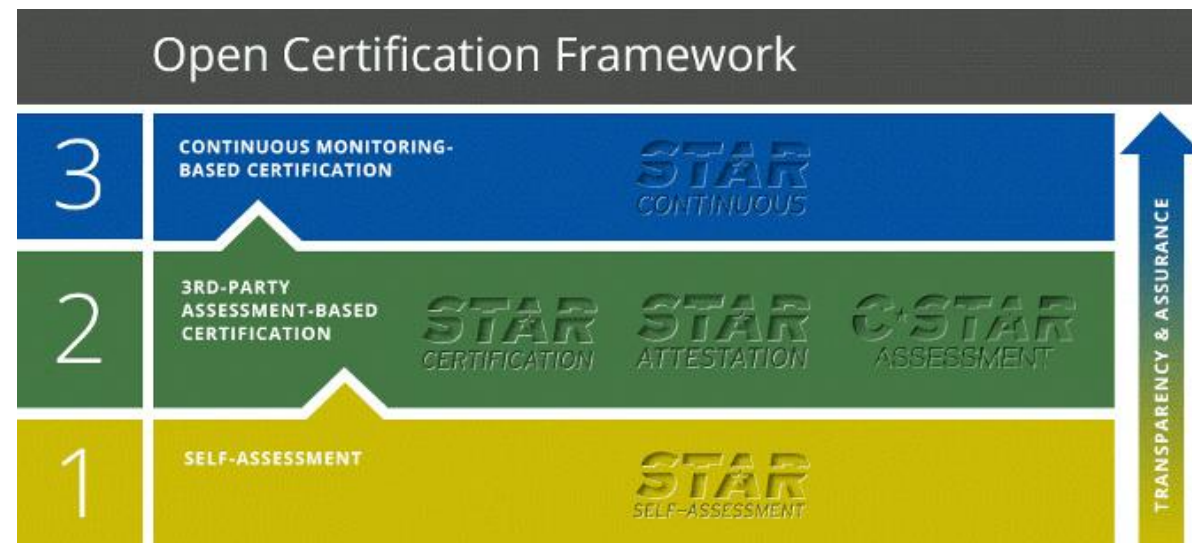 Open Certification Framework
3
CONTINUOUS MONITORING-
BASED CERTIFICATION
STAR
CONTINUOUS
2
3RD-PARTY
ASSESSMENT-BASED
CERTIFICATION
STAR
CERTIFICATION
STAR
ATTESTATION
C★STAR
ASSESSMENT
1
SELF-ASSESSMENT
STAR
SELF-ASSESSMENT
TRANSPARENCY & ASSURANCE